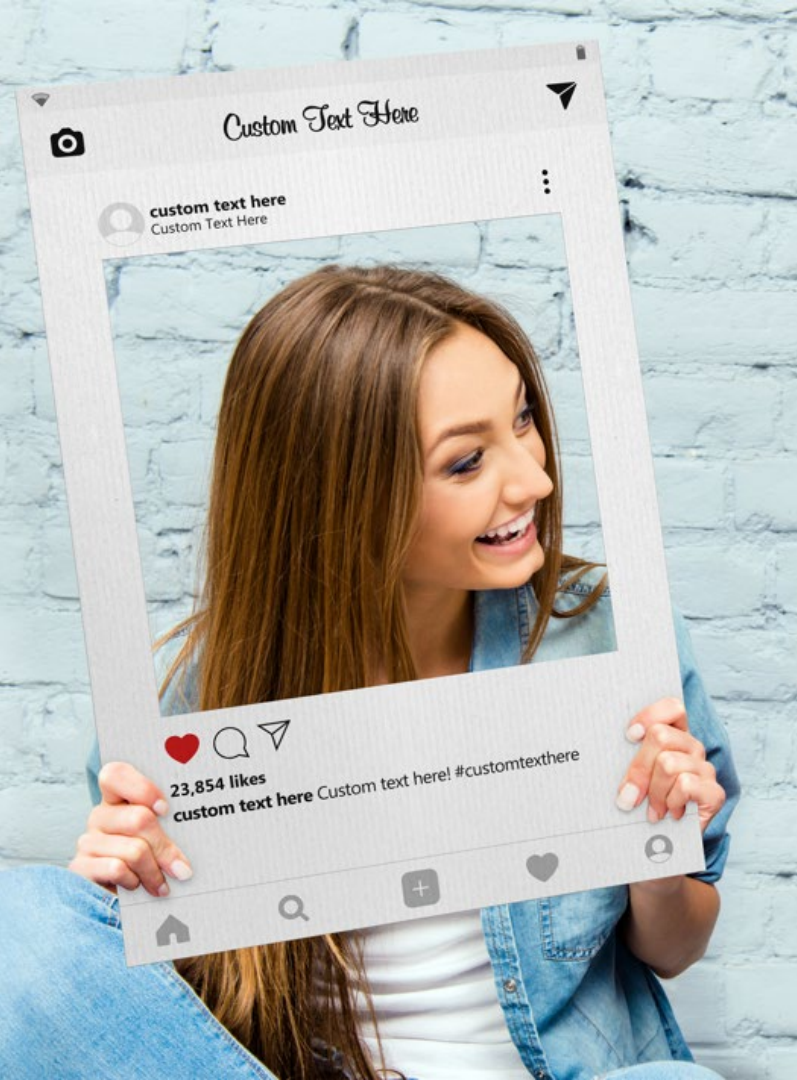 Custom Text Here
custom text here
Custom Text Here
23,854 likes
custom text here Custom text here! #customtexthere